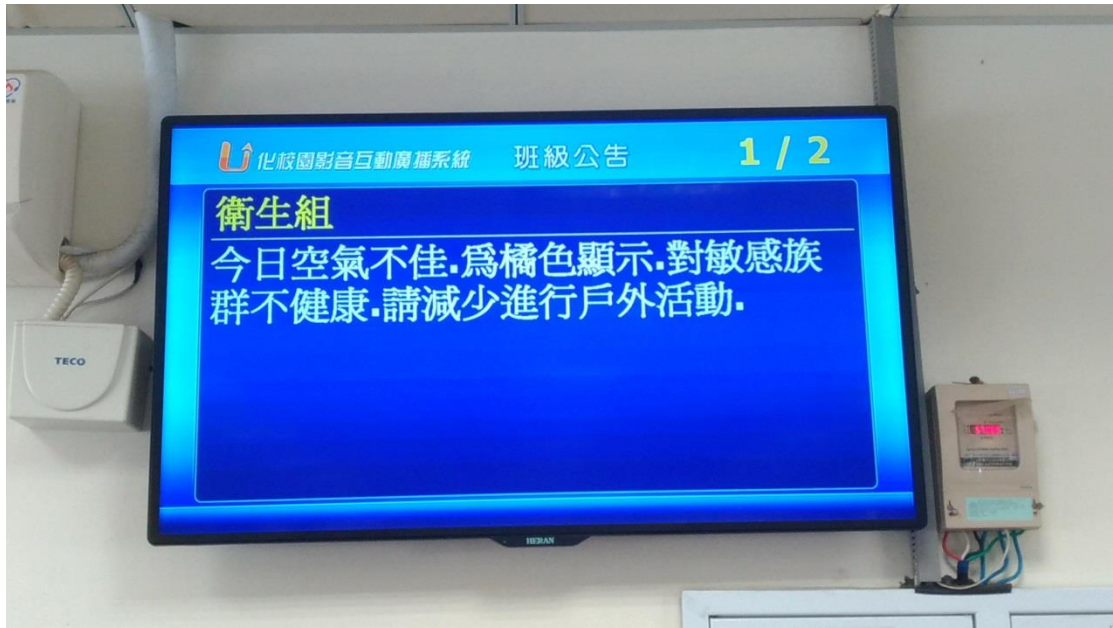 U化校園影音互動廣播系統 班級公告 1 / 2
衛生組
今日空氣不佳.爲橘色顯示.對敏感族
群不健康.請減少進行戶外活動.
TECO
HERAN